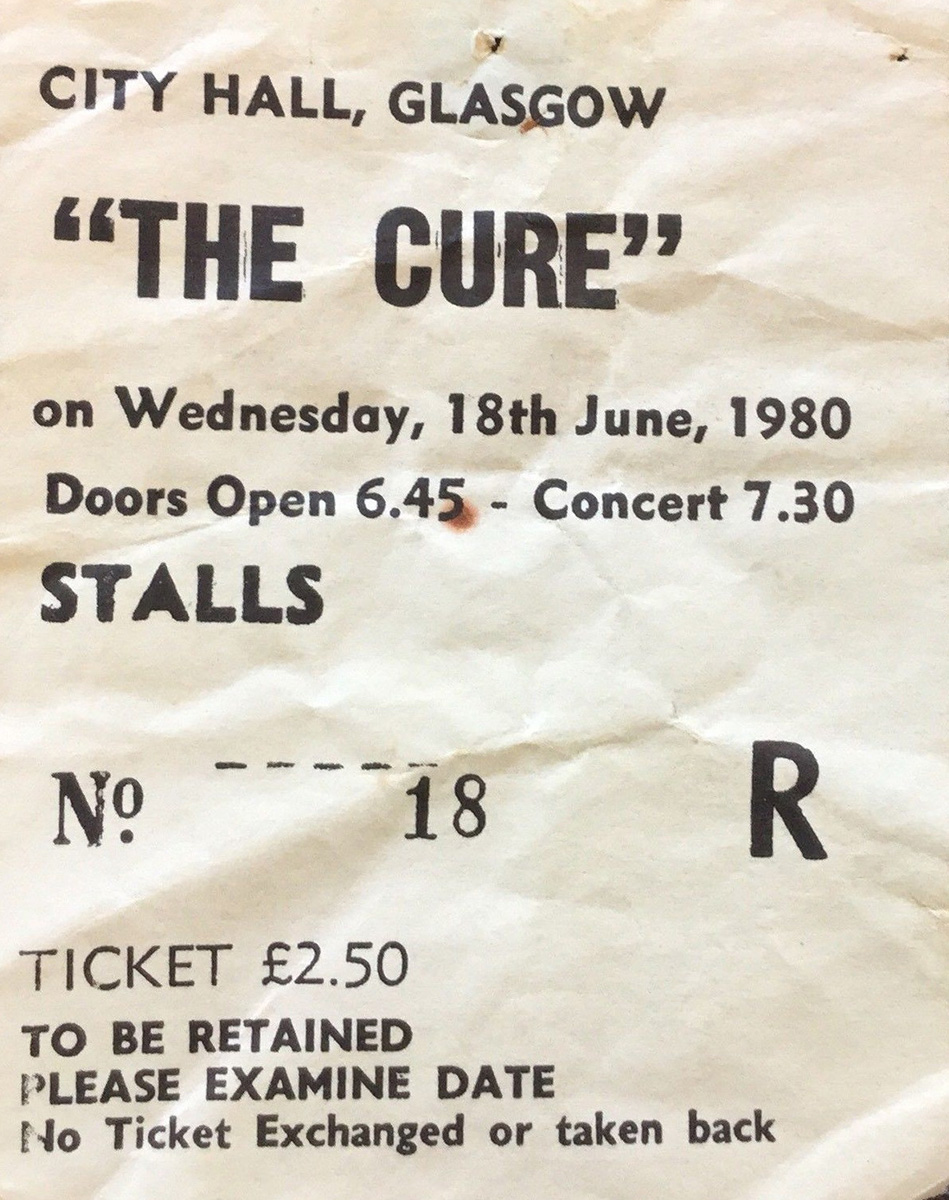 CITY HALL, GLASGOW
“THE CURE”
on Wednesday, 18th June, 1980
Doors Open 6.45 - Concert 7.30
STALLS
Nº 18 R
TICKET £2.50
TO BE RETAINED
PLEASE EXAMINE DATE
No Ticket Exchanged or taken back